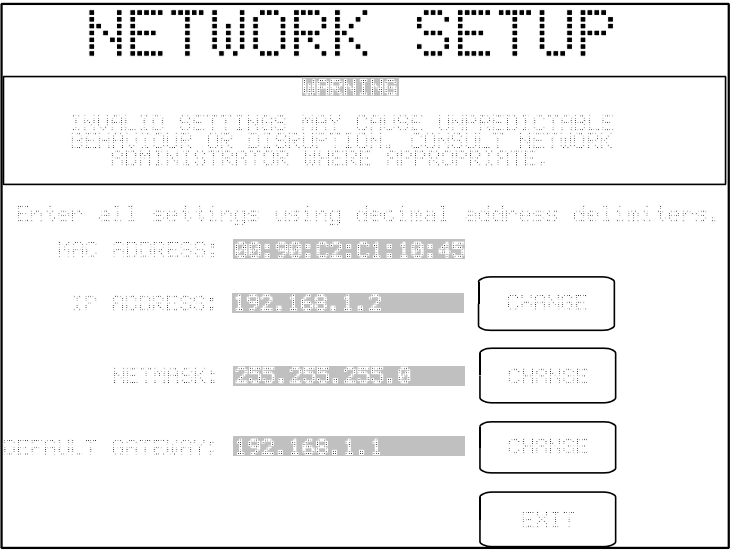 NETWORK SETUP
WARNING
INVALID SETTINGS MAY CAUSE UNPREDICTABLE
BEHAVIOUR OR DISRUPTION. CONSULT NETWORK
ADMINISTRATOR WHERE APPROPRIATE.
Enter all settings using decimal address delimiters.
MAC ADDRESS: 00:90:C2:C1:10:45
IP ADDRESS: 192.168.1.2 CHANGE
NETMASK: 255.255.255.0 CHANGE
DEFAULT GATEWAY: 192.168.1.1 CHANGE
EXIT